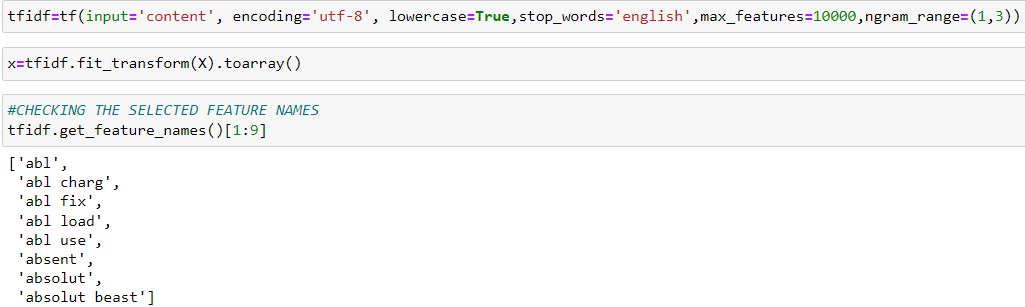 tfidf=tf(input='content', encoding='utf-8', lowercase=True,stop_words='english',max_features=10000,ngram_range=(1,3))
x=tfidf.fit_transform(X).toarray()
#CHECKING THE SELECTED FEATURE NAMES
tfidf.get_feature_names()[1:9]
['abl',
 'abl charg',
 'abl fix',
 'abl load',
 'abl use',
 'absent',
 'absolut',
 'absolut beast']